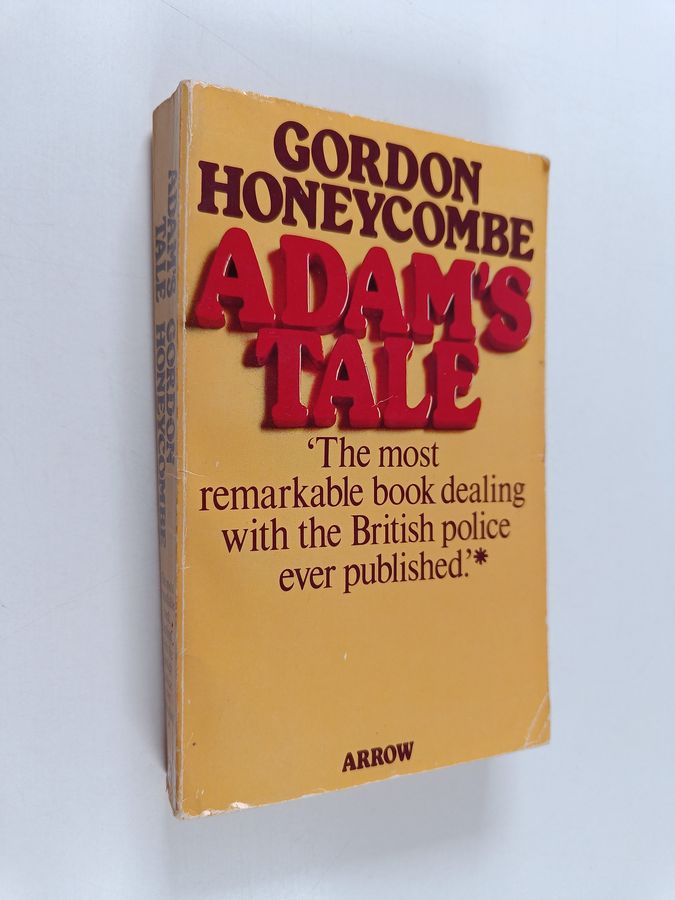 GORDON
HONEYCOMBE
ADAM'S
TALE
‘The most
remarkable book dealing
with the British police
ever published.’*
ARROW
ADAM'S
TALE
GORDON
HONEYCOMBE